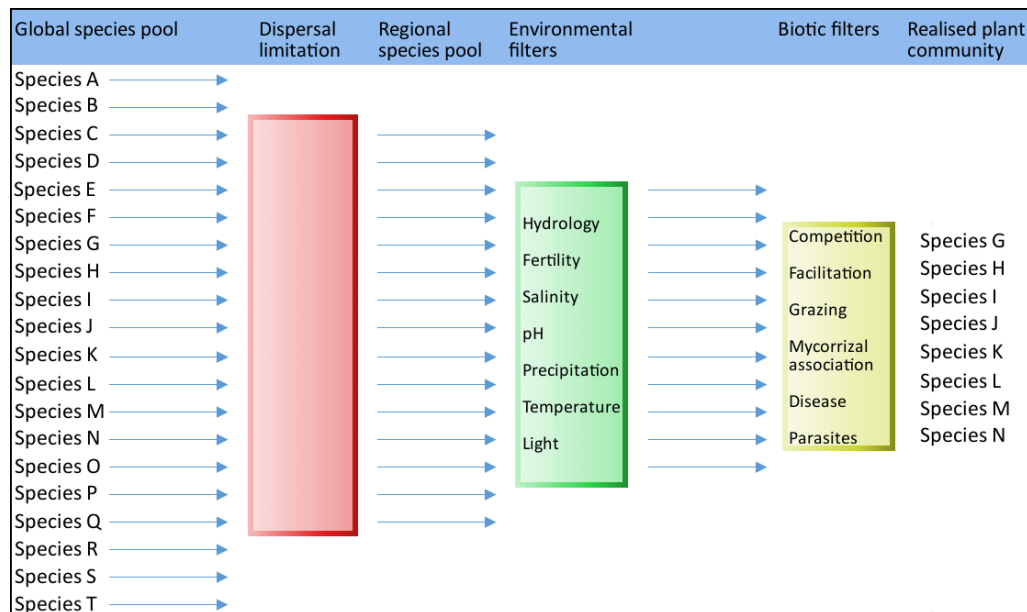 Global species pool
Dispersal
limitation
Regional
species pool
Environmental
filters
Biotic filters
Realised plant
community
Species A
Species B
Species C
Species D
Species E
Species F
Species G
Species H
Species I
Species J
Species K
Species L
Species M
Species N
Species O
Species P
Species Q
Species R
Species S
Species T
Hydrology
Fertility
Salinity
pH
Precipitation
Temperature
Light
Competition
Facilitation
Grazing
Mycorrizal
association
Disease
Parasites
Species G
Species H
Species I
Species J
Species K
Species L
Species M
Species N